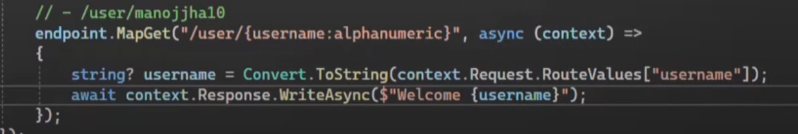 // - /user/manojjha10
endpoint.MapGet("/user/{username:alphanumeric}", async (context) =>
{
string? username = Convert.ToString(context.Request.RouteValues["username"]);
await context.Response.WriteAsync($"Welcome {username}");
});